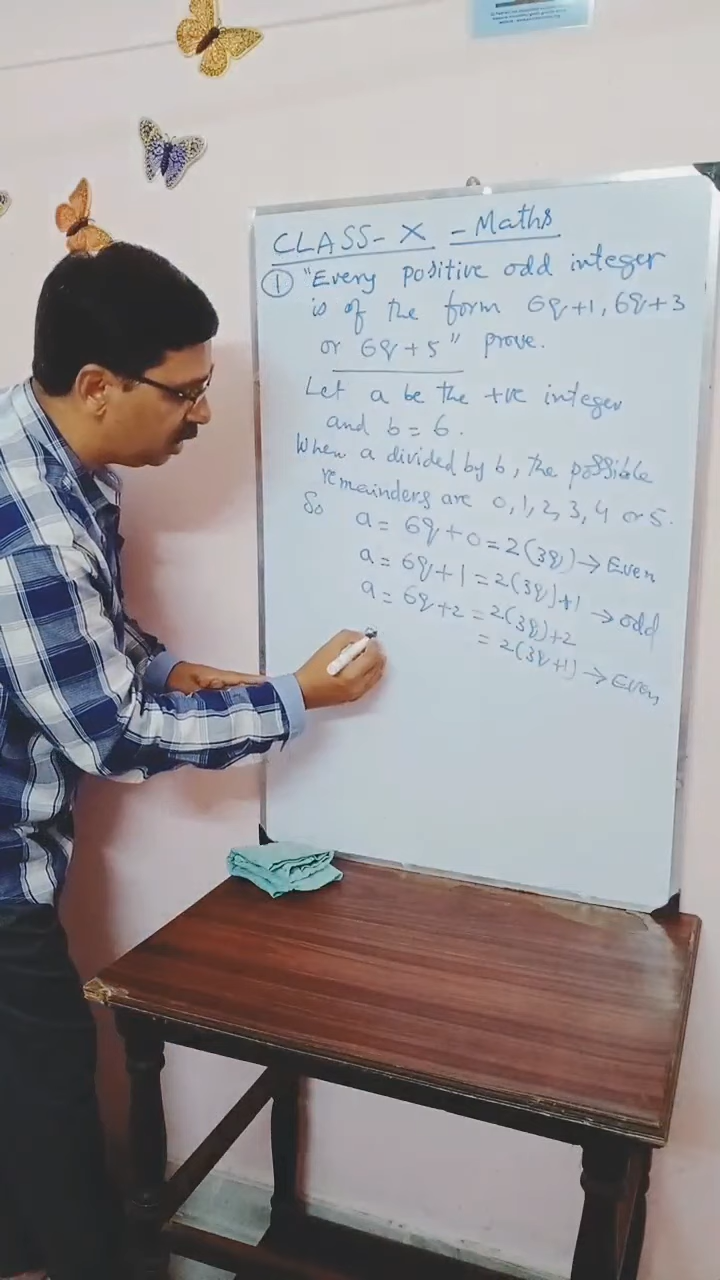 CLASS-X - Maths
① "Every positive odd integer
is of the form 6q+1, 6q+3
or 6q+5" prove.
Let a be the +ve integer
and b = 6.
When a divided by b, the possible
remainders are 0,1,2,3,4 or 5.
So
a = 6q+0 = 2(3q) → Even
a = 6q+1 = 2(3q)+1 → odd
a = 6q+2 = 2(3q)+2
= 2(3q+1) → Even